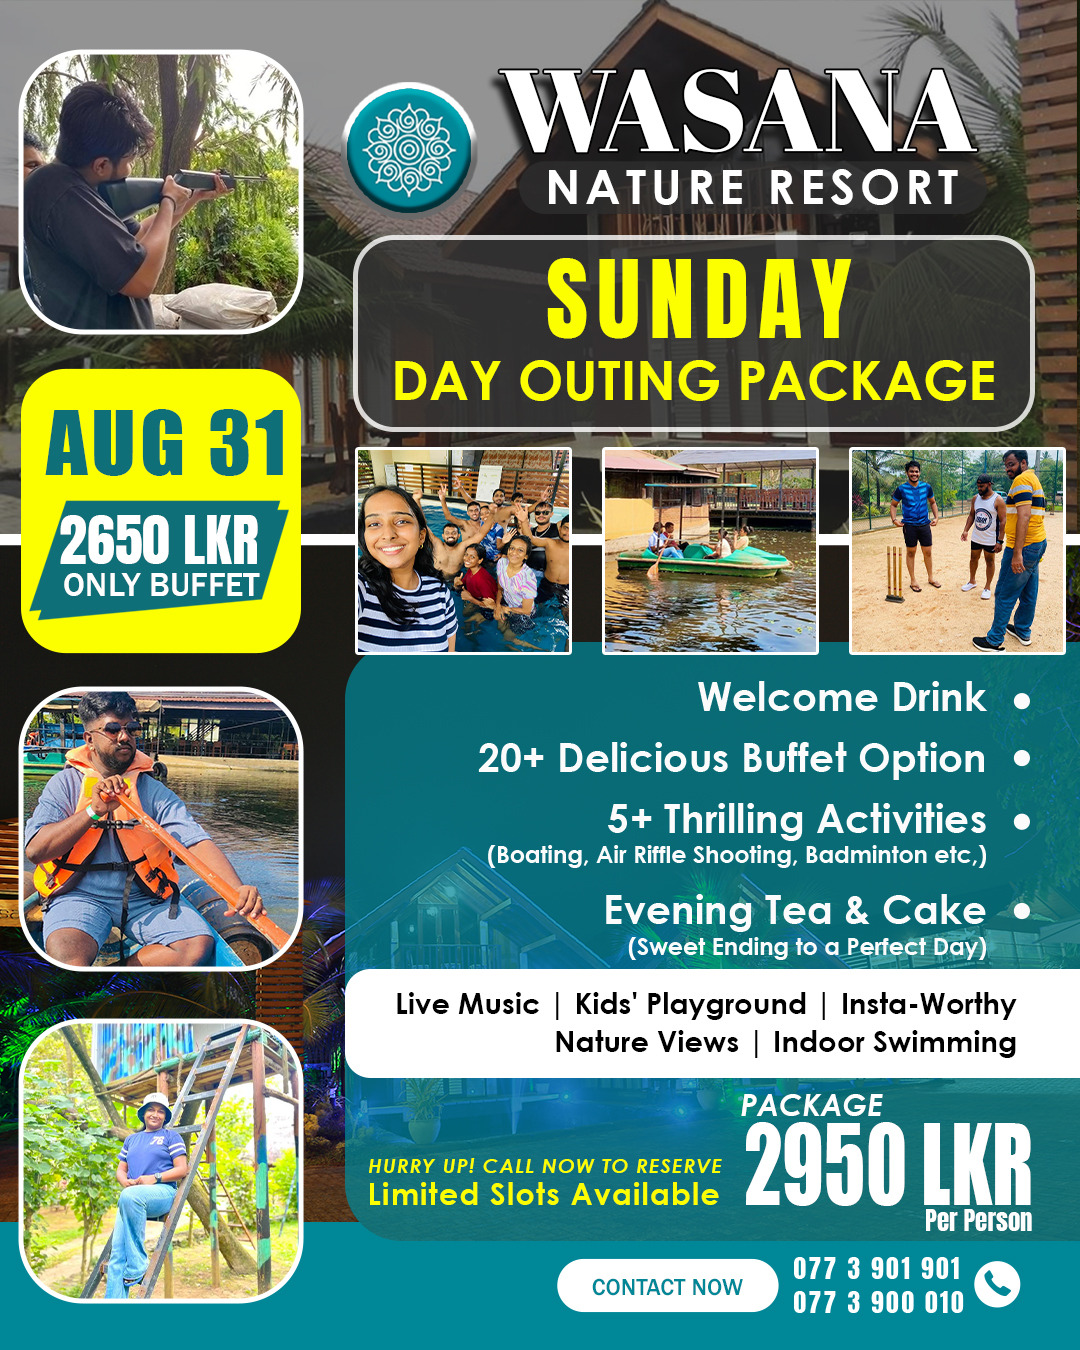 WASANA
NATURE RESORT
SUNDAY
DAY OUTING PACKAGE
AUG 31
2650 LKR
ONLY BUFFET
Welcome Drink
20+ Delicious Buffet Option
5+ Thrilling Activities
(Boating, Air Riffle Shooting, Badminton etc,)
Evening Tea & Cake
(Sweet Ending to a Perfect Day)
Live Music | Kids' Playground | Insta-Worthy
Nature Views | Indoor Swimming
PACKAGE
2950 LKR
Per Person
HURRY UP! CALL NOW TO RESERVE
Limited Slots Available
CONTACT NOW
077 3 901 901
077 3 900 010
76